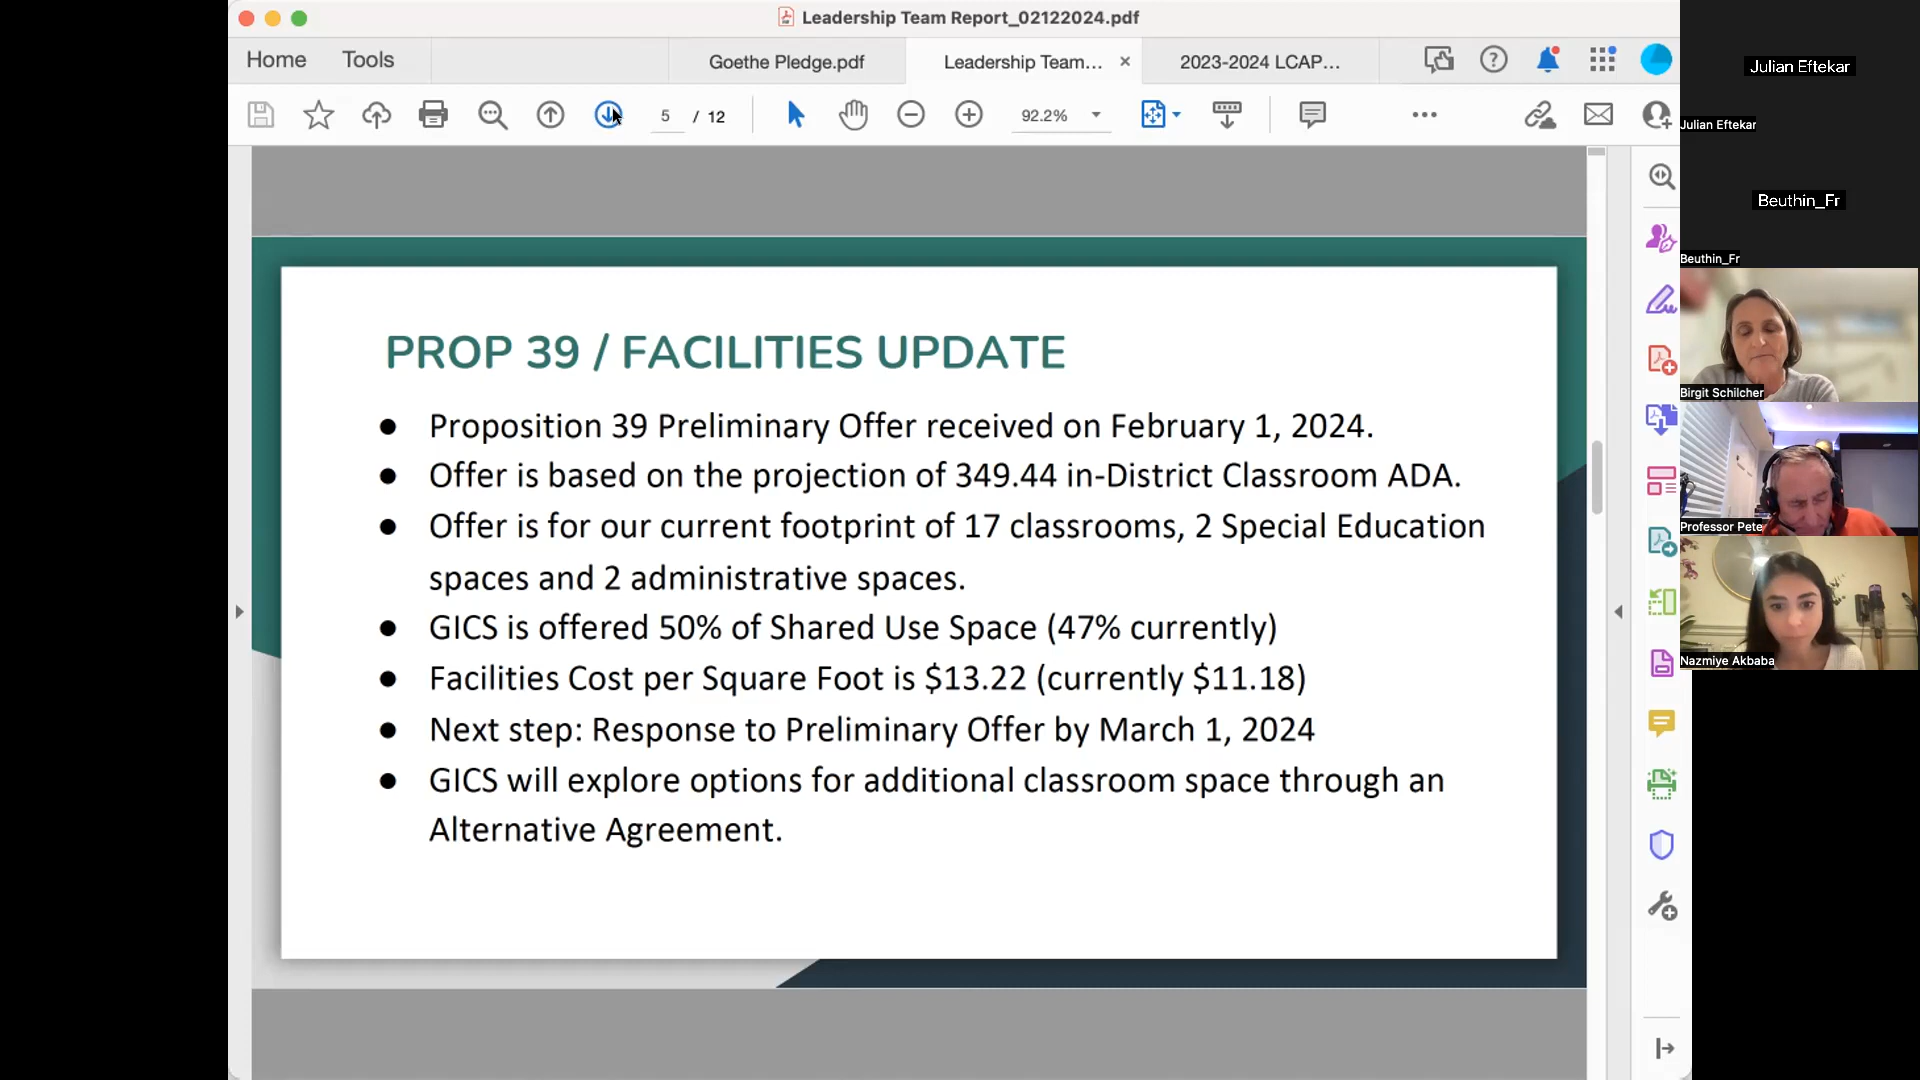 Leadership Team Report_02122024.pdf
Home
Tools
Goethe Pledge.pdf
Leadership Team...
2023-2024 LCAP...
5 / 12
92.2%
PROP 39 / FACILITIES UPDATE
● Proposition 39 Preliminary Offer received on February 1, 2024.
● Offer is based on the projection of 349.44 in-District Classroom ADA.
● Offer is for our current footprint of 17 classrooms, 2 Special Education
spaces and 2 administrative spaces.
● GICS is offered 50% of Shared Use Space (47% currently)
● Facilities Cost per Square Foot is $13.22 (currently $11.18)
● Next step: Response to Preliminary Offer by March 1, 2024
● GICS will explore options for additional classroom space through an
Alternative Agreement.
Julian Eftekar
Julian Eftekar
Beuthin_Fr
Beuthin_Fr
Birgit Schilcher
Professor Pete
Nazmiye Akbaba